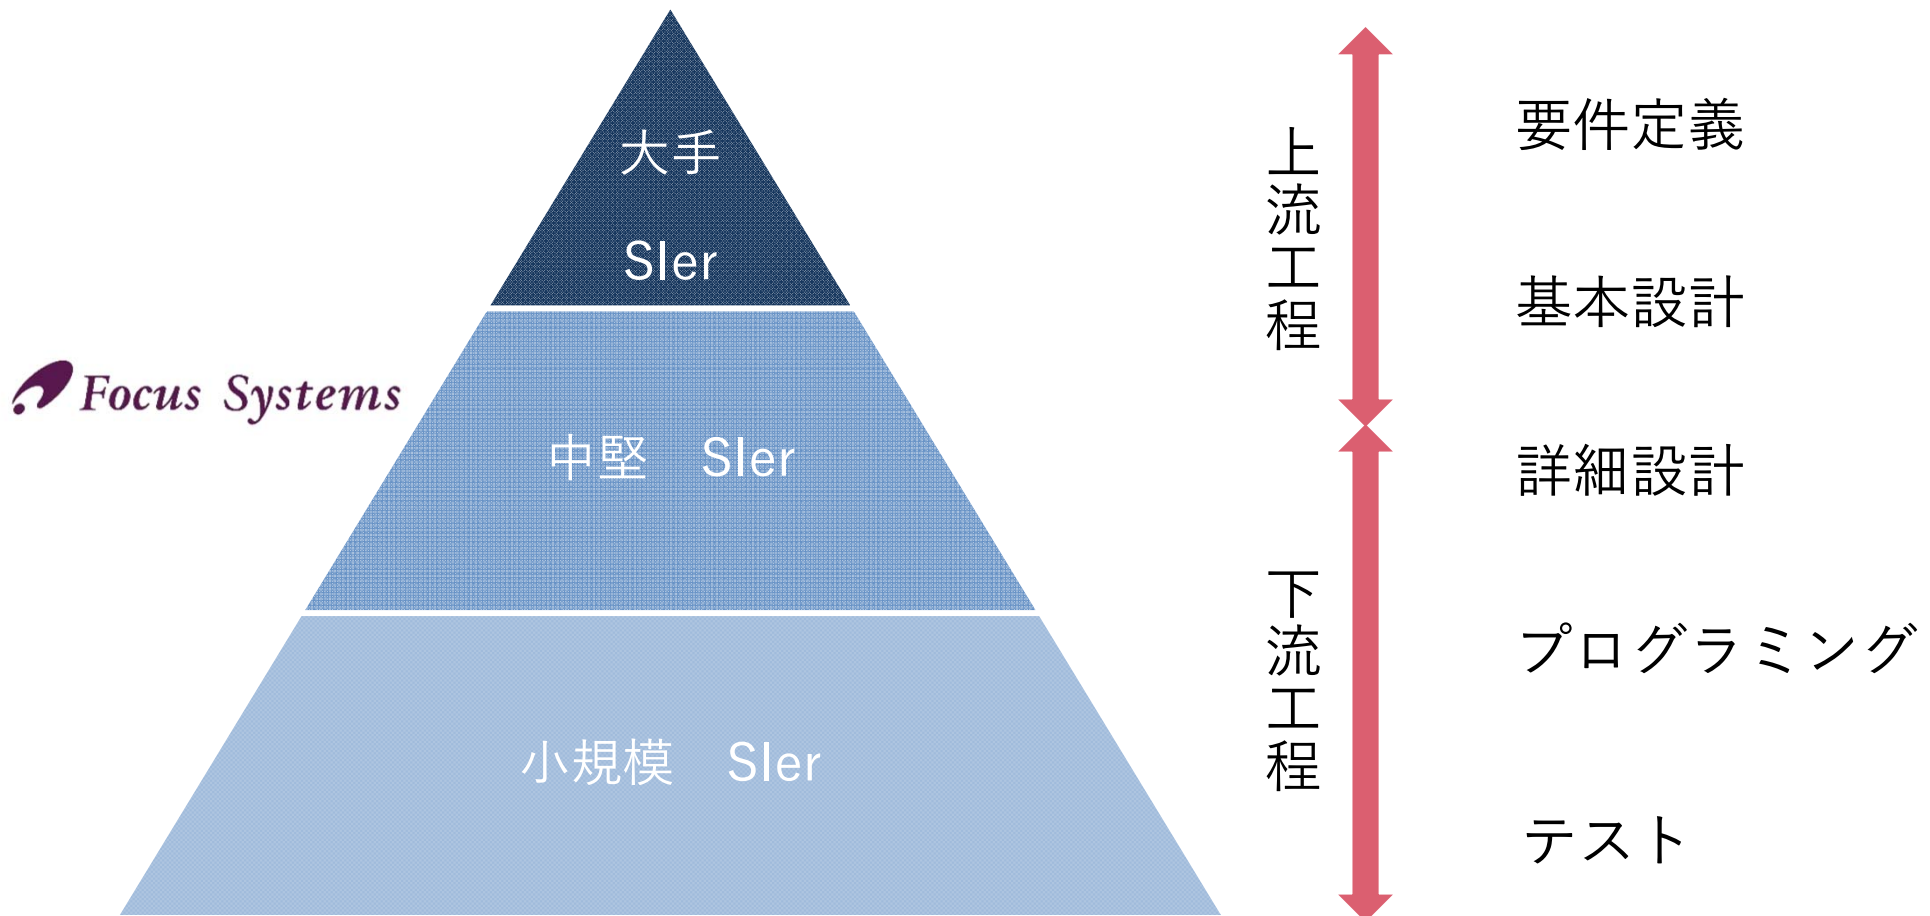 大手
SIer
Focus Systems
中堅　SIer
小規模　SIer
上流工程
下流工程
要件定義
基本設計
詳細設計
プログラミング
テスト